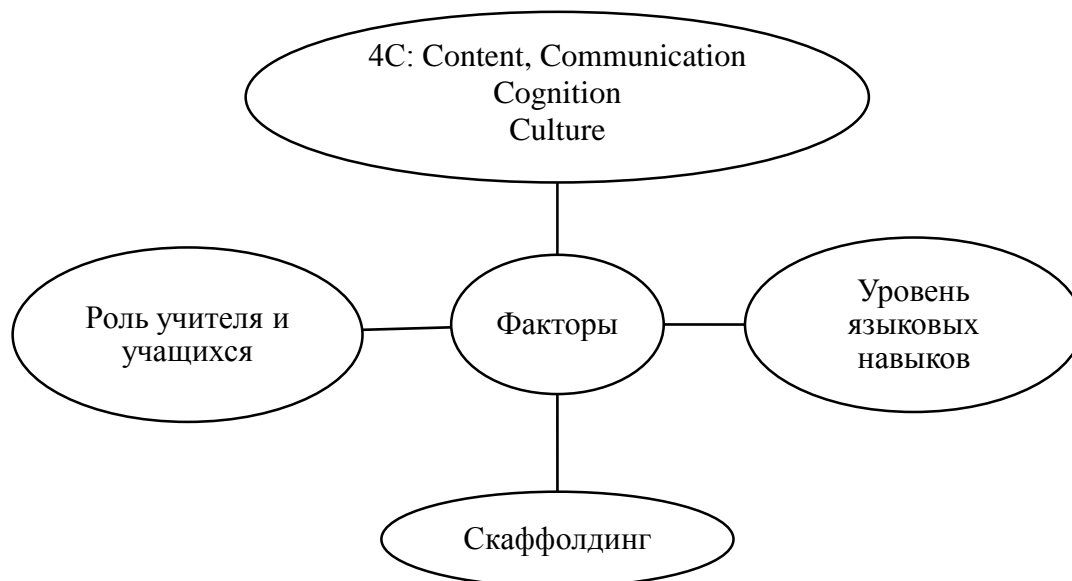 4C: Content, Communication
Cognition
Culture
Роль учителя и
учащихся
Факторы
Уровень
языковых
навыков
Скаффолдинг